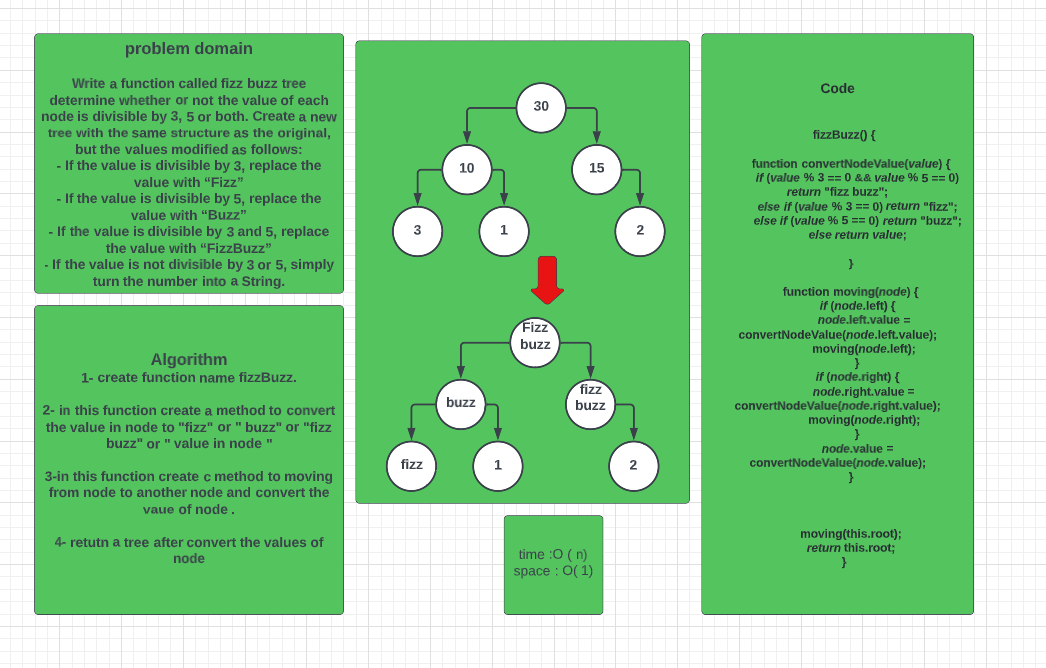 problem domain
Write a function called fizz buzz tree
determine whether or not the value of each
node is divisible by 3, 5 or both. Create a new
tree with the same structure as the original,
but the values modified as follows:
- If the value is divisible by 3, replace the
value with “Fizz”
- If the value is divisible by 5, replace the
value with “Buzz”
- If the value is divisible by 3 and 5, replace
the value with “FizzBuzz”
- If the value is not divisible by 3 or 5, simply
turn the number into a String.
Algorithm
1- create function name fizzBuzz.
2- in this function create a method to convert
the value in node to "fizz" or " buzz" or "fizz
buzz" or " value in node "
3-in this function create c method to moving
from node to another node and convert the
vaue of node .
4- retutn a tree after convert the values of
node
30
10
15
3
1
2
Fizz
buzz
buzz
fizz
buzz
fizz
1
2
time :O ( n)
space : O( 1)
Code
fizzBuzz() {
function convertNodeValue(value) {
if (value % 3 == 0 && value % 5 == 0)
return "fizz buzz";
else if (value % 3 == 0) return "fizz";
else if (value % 5 == 0) return "buzz";
else return value;
}
function moving(node) {
if (node.left) {
node.left.value =
convertNodeValue(node.left.value);
moving(node.left);
}
if (node.right) {
node.right.value =
convertNodeValue(node.right.value);
moving(node.right);
}
node.value =
convertNodeValue(node.value);
}
moving(this.root);
return this.root;
}